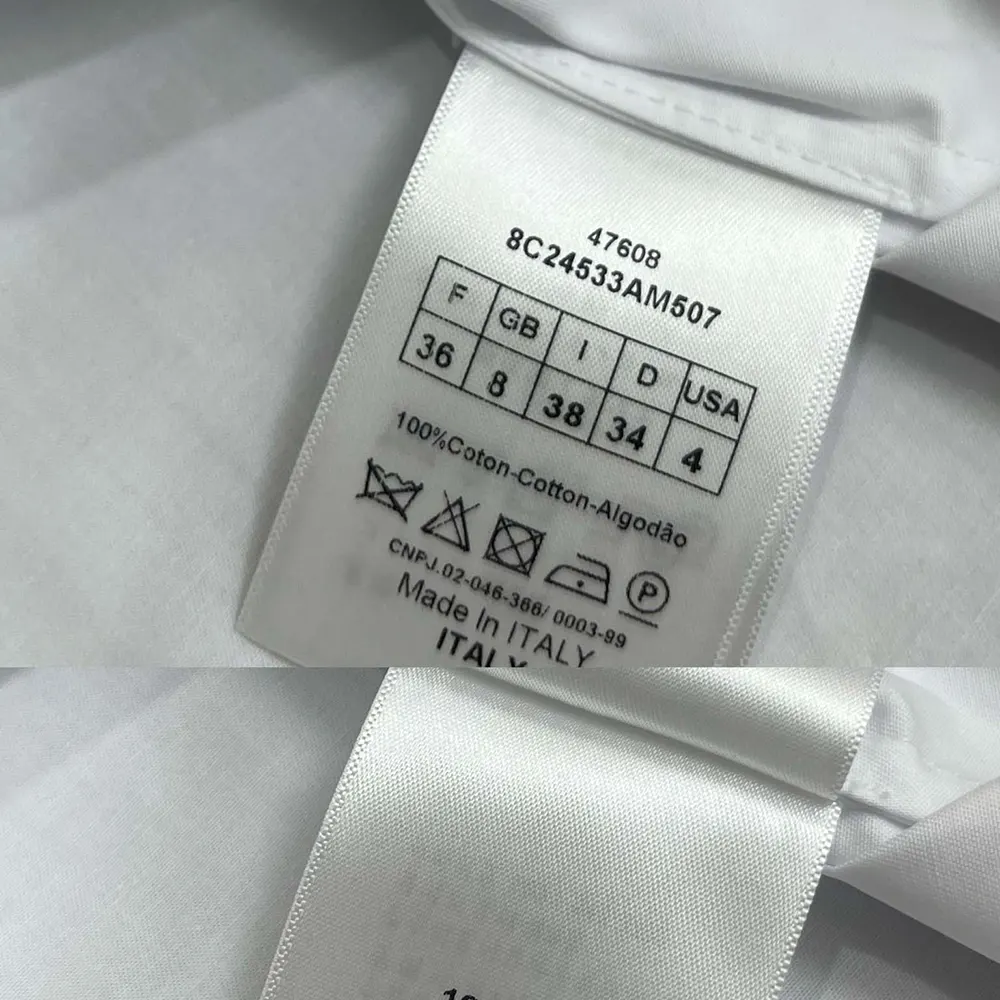 47608
8C24533AM507
F GB I D USA
36 8 38 34 4
100%Coton-Cotton-Algodão
P
CNPJ.02-046-366/ 0003-99
Made In ITALY
ITALY